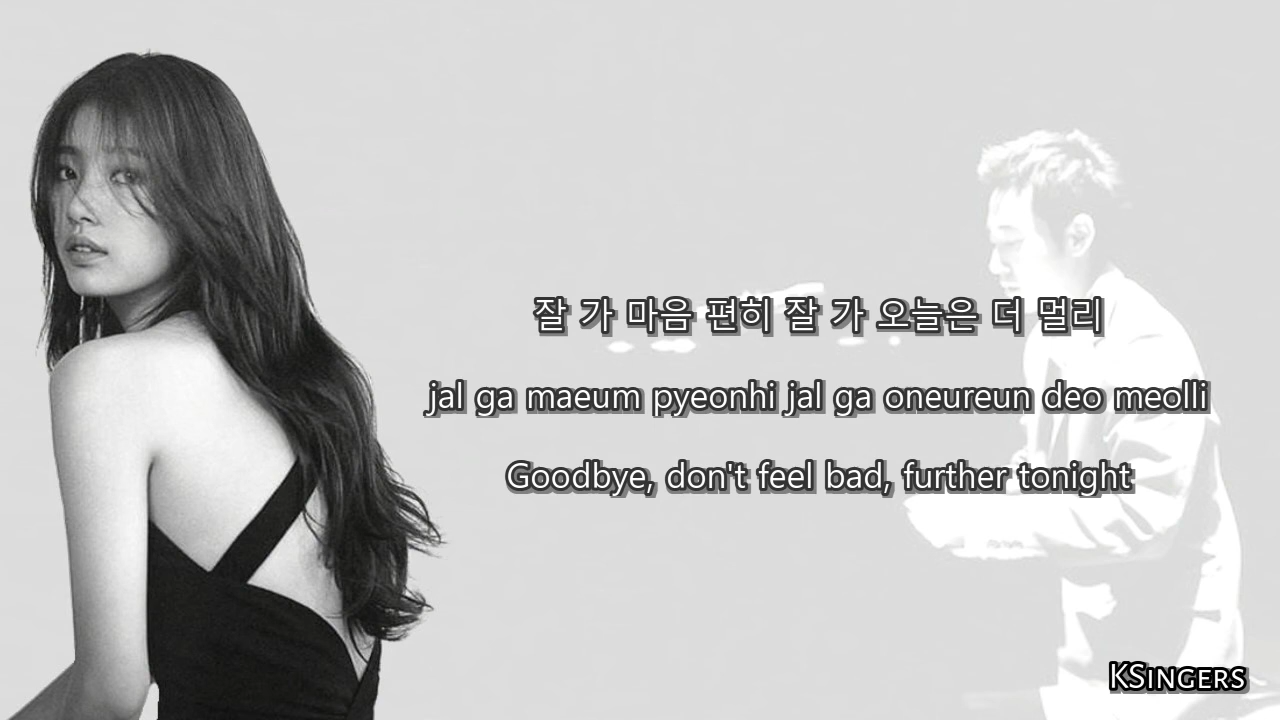 잘 가 마음 편히 잘 가 오늘은 더 멀리
jal ga maeum pyeonhi jal ga oneureun deo meolli
Goodbye, don't feel bad, further tonight
KSINGERS